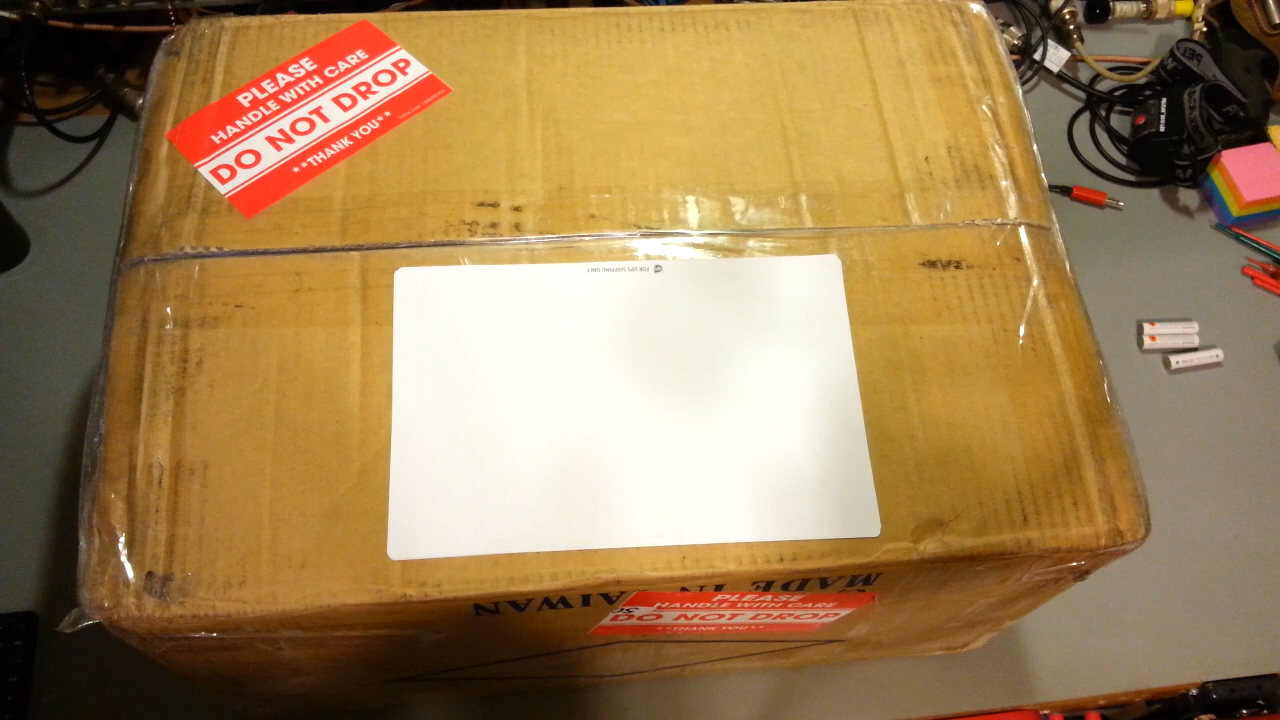 PLEASE
HANDLE WITH CARE
DO NOT DROP
**THANK YOU**
FOR UPS SHIPPING ONLY
MADE IN
AIWAN
PLEASE
HANDLE WITH CARE
DO NOT DROP
**THANK YOU**